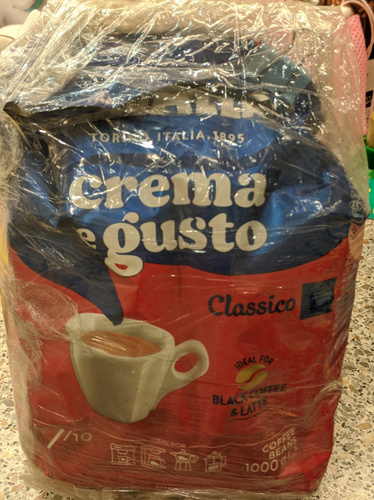 TORINO, ITALIA, 1895
crema
e gusto
Classico
IDEAL FOR
BLACK COFFEE
& LATTE
/10
COFFEE
BEANS
1000 g